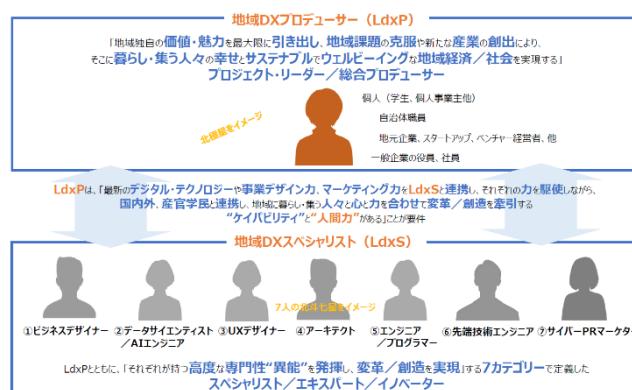 地域DXプロデューサー（LdxP）
「地域独自の価値・魅力を最大限に引き出し、地域課題の克服や新たな産業の創出により、
そこに暮らし・集う人々の幸せとサステナブルでウェルビーイングな地域経済／社会を実現する」
プロジェクト・リーダー／総合プロデューサー
個人（学生、個人事業主他）
北極星をイメージ
自治体職員
地元企業、スタートアップ、ベンチャー経営者、他
一般企業の役員、社員
LdxPは、「最新のデジタル・テクノロジーや事業デザイン力、マーケティング力をLdxSと連携し、それぞれの力を駆使しながら、
国内外、産官学民と連携し、地域に暮らし・集う人々と心と力を合わせて変革／創造を牽引する
“ケイパビリティ”と“人間力”がある」ことが要件
地域DXスペシャリスト（LdxS）
7人の北斗七星をイメージ
①ビジネスデザイナー
②データサイエンティスト
／AIエンジニア
③UXデザイナー
④アーキテクト
⑤エンジニア
／プログラマー
⑥先端技術エンジニア
⑦サイバーPRマーケター
LdxPとともに、「それぞれが持つ高度な専門性“異能”を発揮し、変革／創造を実現」する7カテゴリーで定義した
スペシャリスト／エキスパート／イノベーター